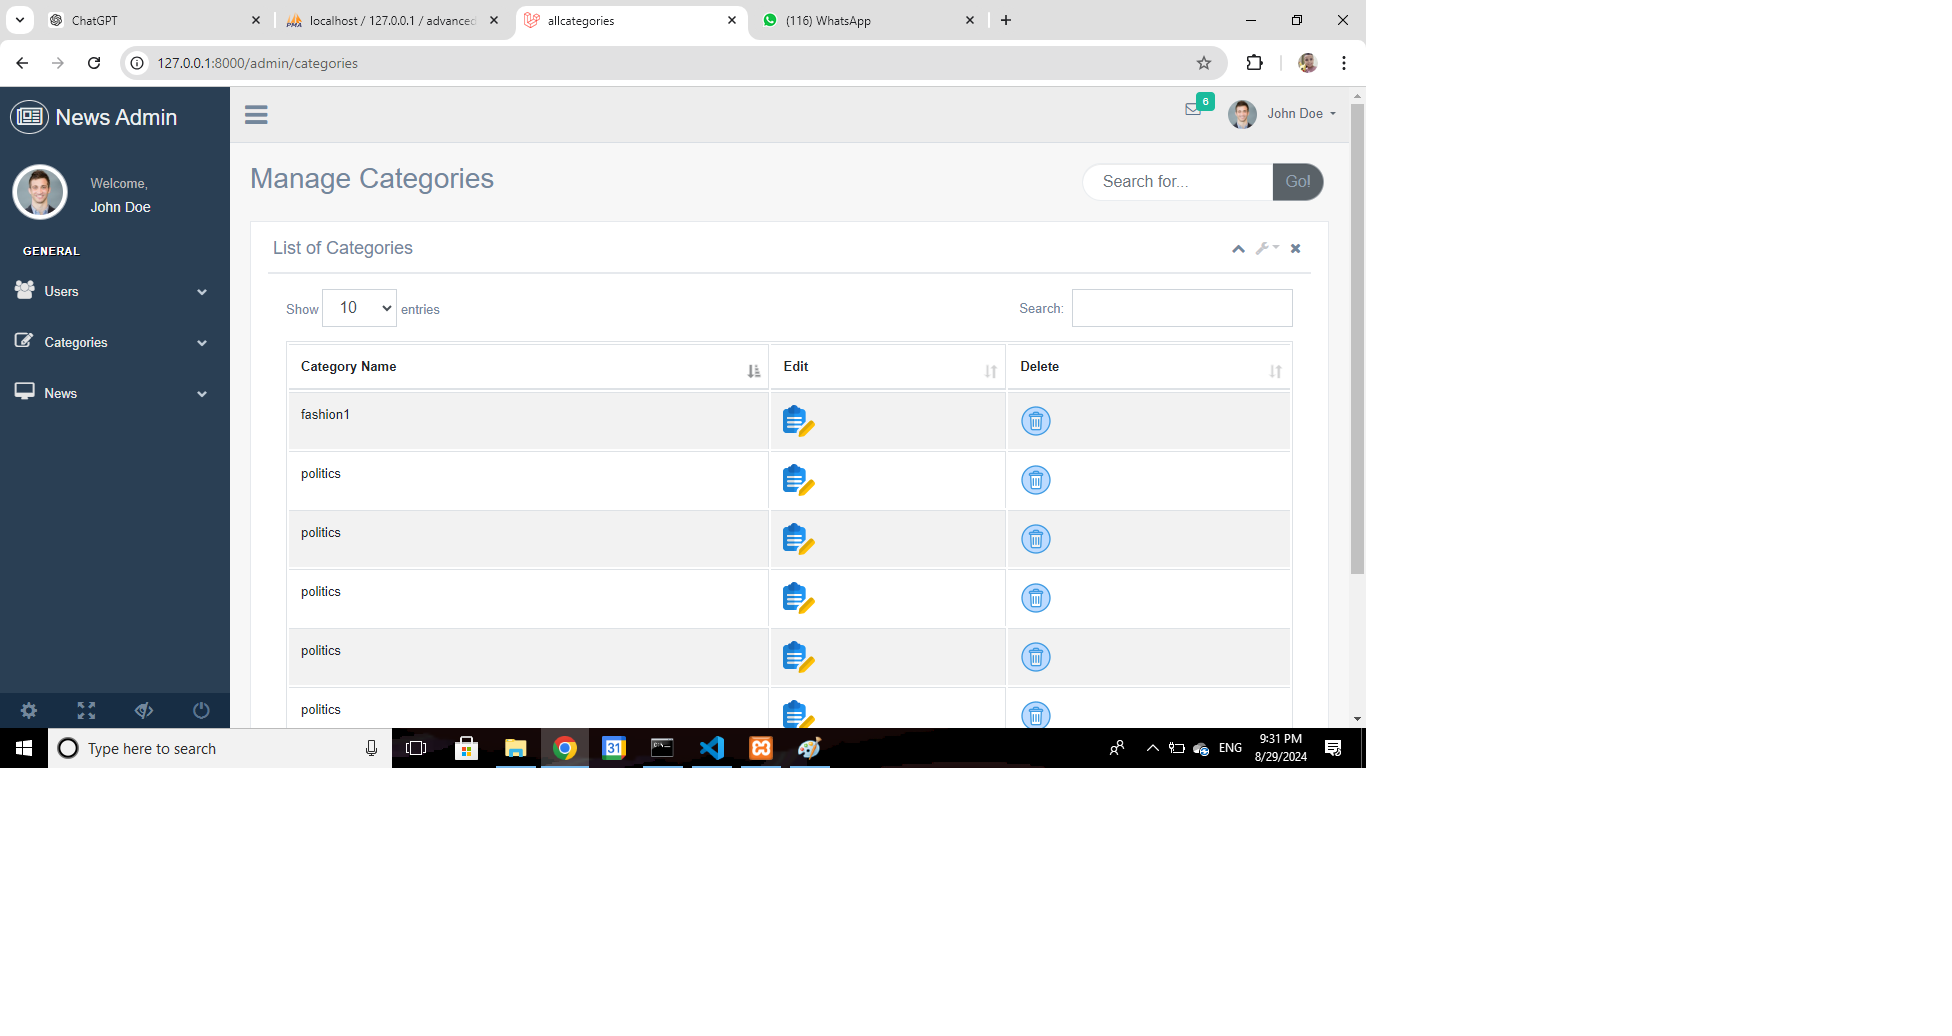 ChatGPT
localhost / 127.0.0.1 / advanced
allcategories
(116) WhatsApp
127.0.0.1:8000/admin/categories
News Admin
6
John Doe
Welcome,
John Doe
GENERAL
Users
Categories
News
Manage Categories
Search for...
Go!
List of Categories
Show 10 entries
Search:
Category Name Edit Delete
fashion1
politics
politics
politics
politics
politics
Type here to search
31
ENG
9:31 PM
8/29/2024